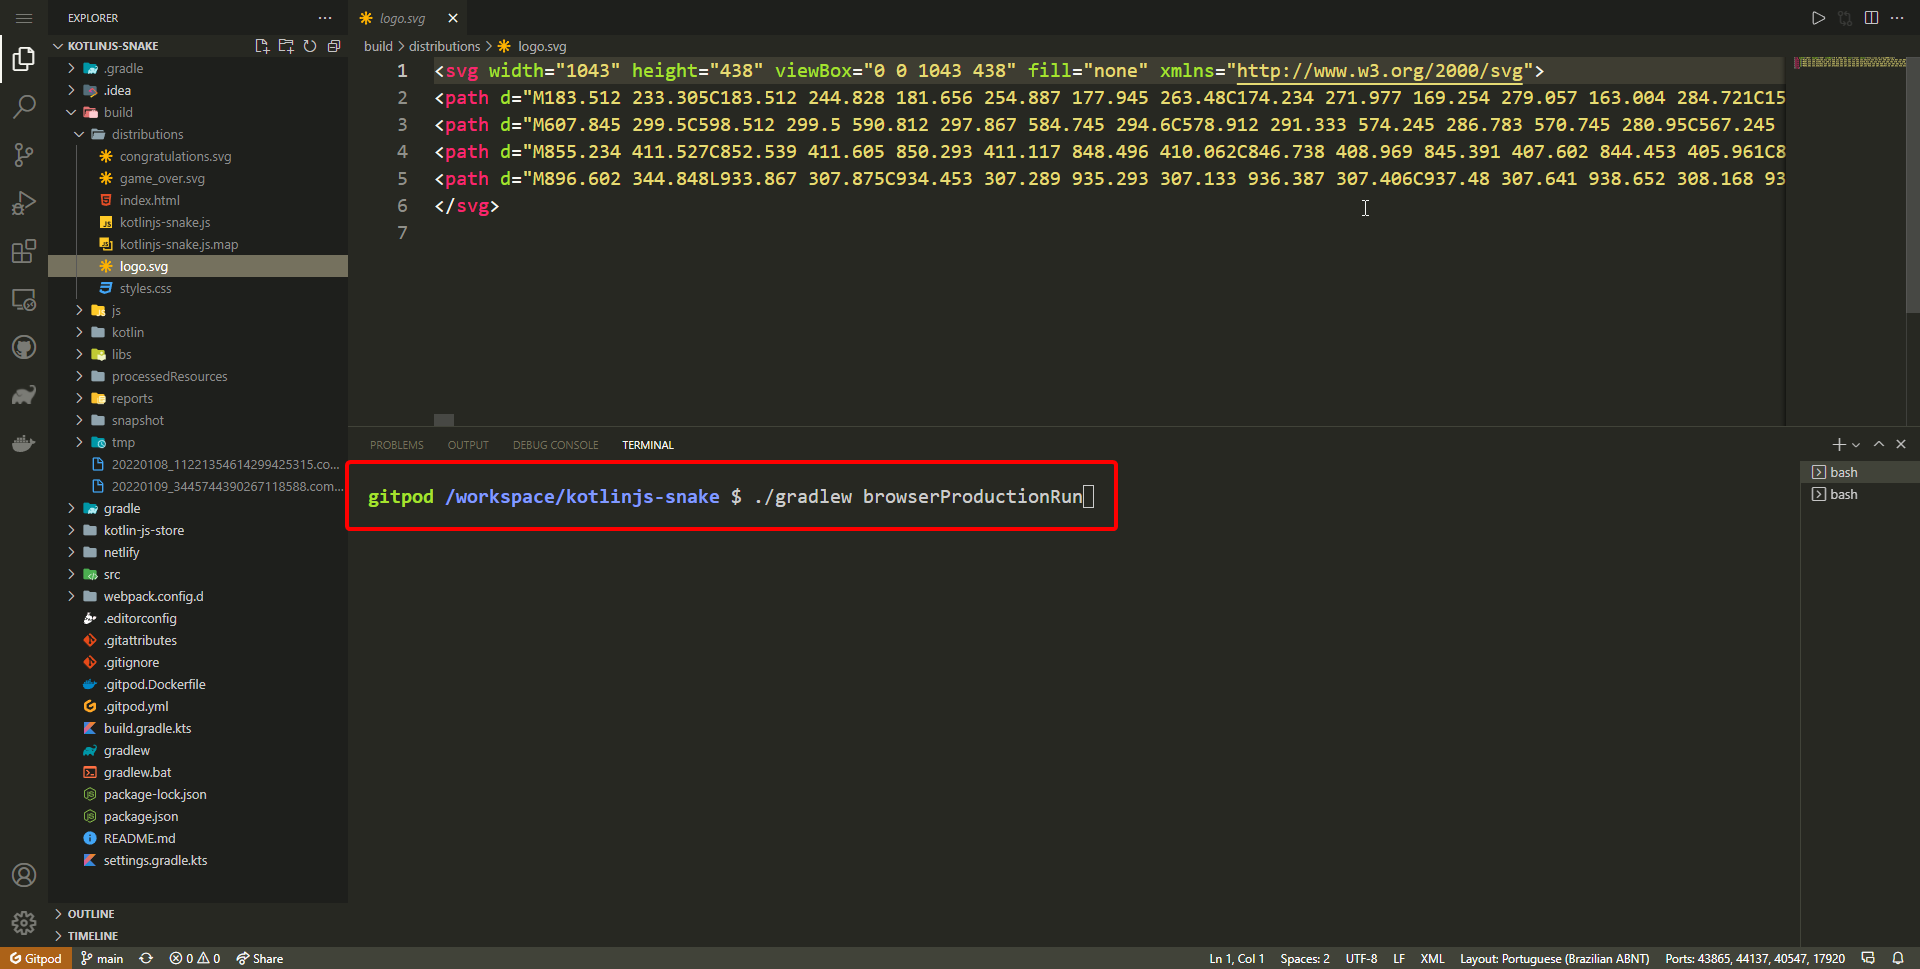 EXPLORER
logo.svg
KOTLINJS-SNAKE
build distributions logo.svg
.gradle
.idea
build
distributions
congratulations.svg
game_over.svg
index.html
kotlinjs-snake.js
kotlinjs-snake.js.map
logo.svg
styles.css
js
kotlin
libs
processedResources
reports
snapshot
tmp
20220108_11221354614299425315.co...
20220109_3445744390267118588.com...
gradle
kotlin-js-store
netlify
src
webpack.config.d
.editorconfig
.gitattributes
.gitignore
.gitpod.Dockerfile
.gitpod.yml
build.gradle.kts
gradlew
gradlew.bat
package-lock.json
package.json
README.md
settings.gradle.kts
OUTLINE
TIMELINE
1 <svg width="1043" height="438" viewBox="0 0 1043 438" fill="none" xmlns="http://www.w3.org/2000/svg">
2 <path d="M183.512 233.305C183.512 244.828 181.656 254.887 177.945 263.48C174.234 271.977 169.254 279.057 163.004 284.721C15
3 <path d="M607.845 299.5C598.512 299.5 590.812 297.867 584.745 294.6C578.912 291.333 574.245 286.783 570.745 280.95C567.245
4 <path d="M855.234 411.527C852.539 411.605 850.293 411.117 848.496 410.062C846.738 408.969 845.391 407.602 844.453 405.961C8
5 <path d="M896.602 344.848L933.867 307.875C934.453 307.289 935.293 307.133 936.387 307.406C937.48 307.641 938.652 308.168 93
6 </svg>
7
PROBLEMS OUTPUT DEBUG CONSOLE TERMINAL
gitpod /workspace/kotlinjs-snake $ ./gradlew browserProductionRun
bash
bash
Gitpod main 0 0 Share Ln 1, Col 1 Spaces: 2 UTF-8 LF XML Layout: Portuguese (Brazilian ABNT) Ports: 43865, 44137, 40547, 17920